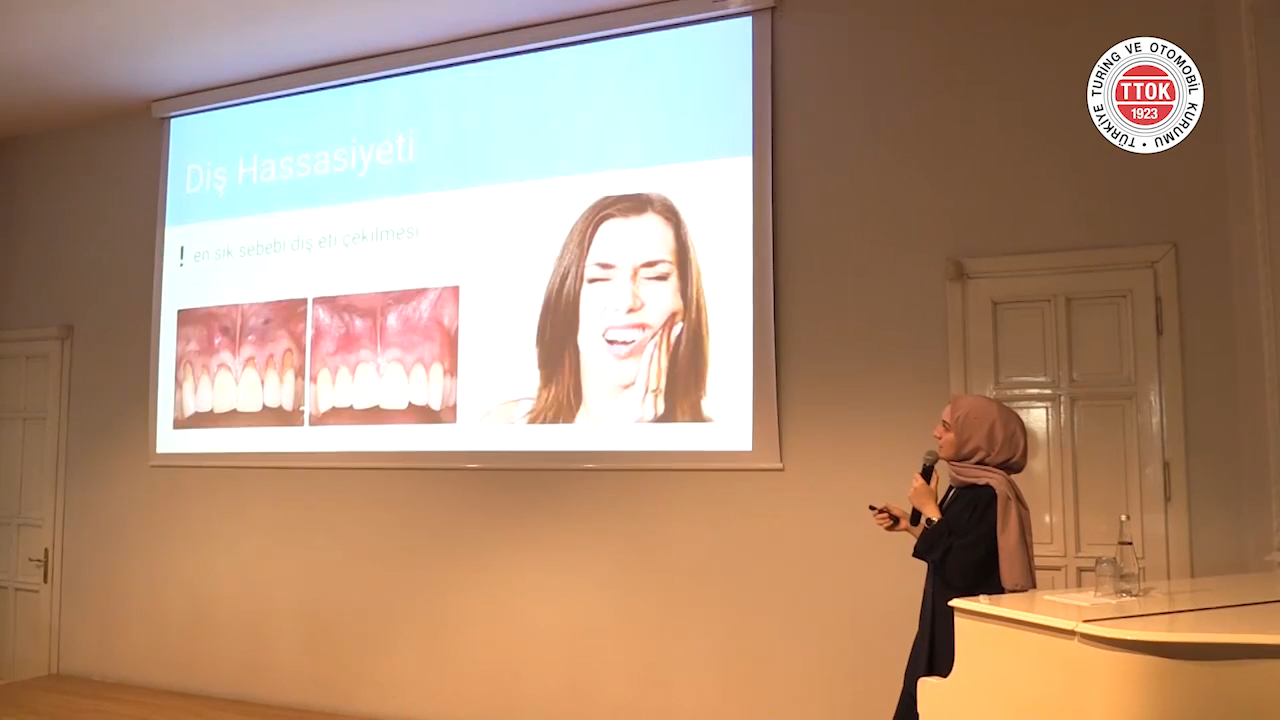 Diş Hassasiyeti
! en sık sebebi diş eti çekilmesi
TÜRKİYE TURİNG VE OTOMOBİL KURUMU •
TTOK
1923